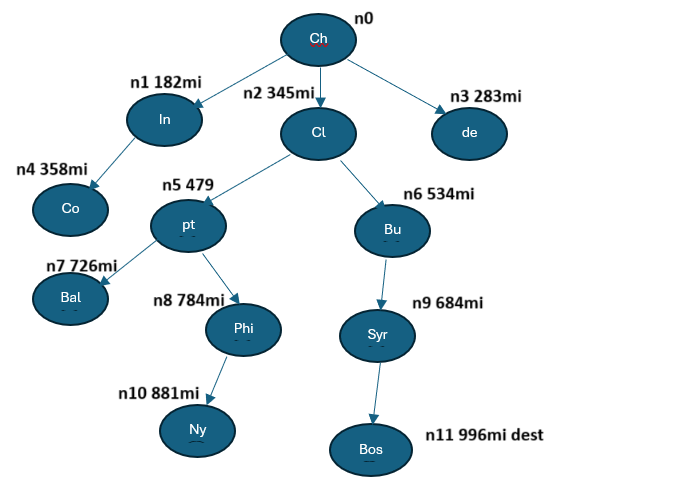 n0
Ch
n1 182mi
n2 345mi
n3 283mi
In
Cl
de
n4 358mi
n5 479
n6 534mi
Co
pt
Bu
n7 726mi
n8 784mi
n9 684mi
Bal
Phi
Syr
n10 881mi
Ny
n11 996mi dest
Bos